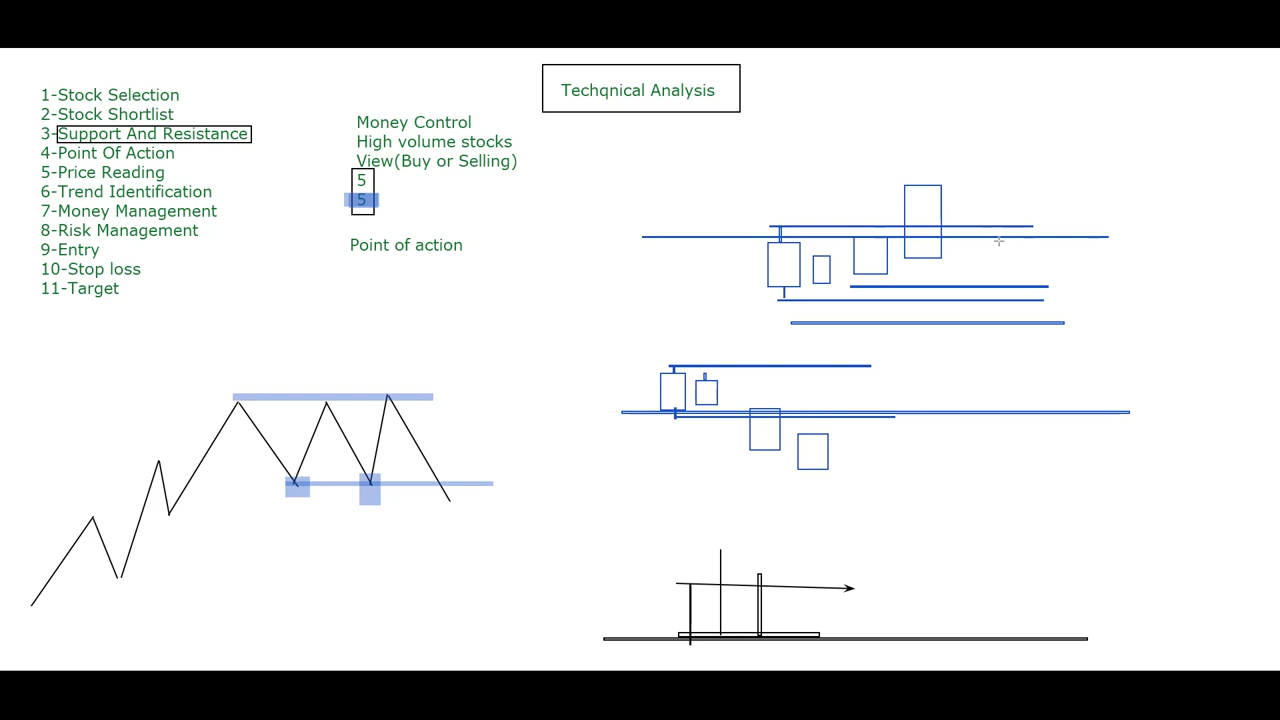 Techqnical Analysis
1-Stock Selection
2-Stock Shortlist
3-Support And Resistance
4-Point Of Action
5-Price Reading
6-Trend Identification
7-Money Management
8-Risk Management
9-Entry
10-Stop loss
11-Target
Money Control
High volume stocks
View(Buy or Selling)
5
5
Point of action